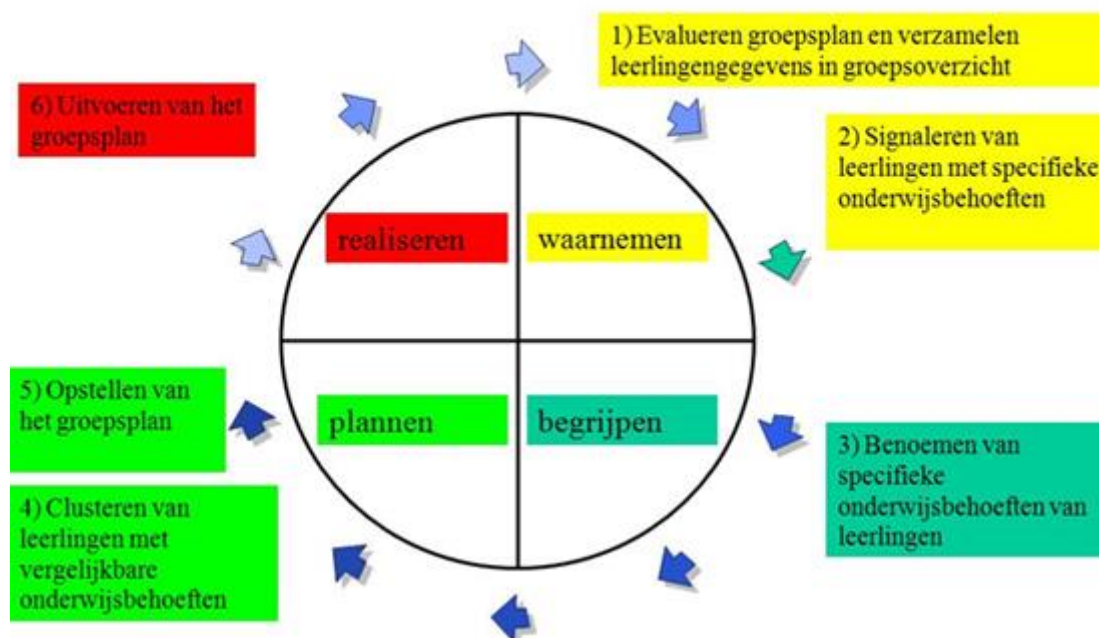 1) Evalueren groepsplan en verzamelen
leerlingengegevens in groepsoverzicht
2) Signaleren van
leerlingen met specifieke
onderwijsbehoeften
3) Benoemen van
specifieke
onderwijsbehoeften van
leerlingen
4) Clusteren van
leerlingen met
vergelijkbare
onderwijsbehoeften
5) Opstellen van
het groepsplan
6) Uitvoeren van het
groepsplan
realiseren
waarnemen
plannen
begrijpen